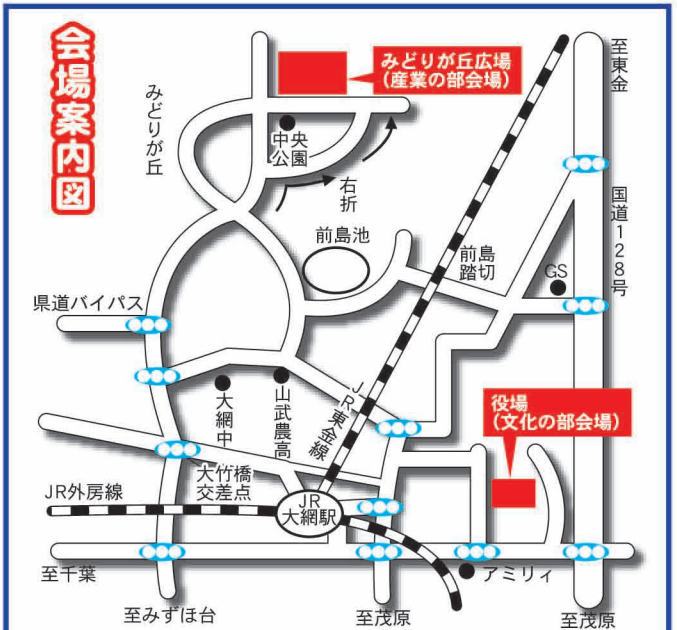 会場案内図
みどりが丘広場
(産業の部会場)
至東金
みどりが丘
中央
公園
右折
国道128号
前島池
前島
踏切
GS
県道バイパス
JR東金線
役場
(文化の部会場)
大網中
山武農高
大竹橋
交差点
JR外房線
JR
大網駅
至千葉
アミリィ
至みずほ台
至茂原
至茂原